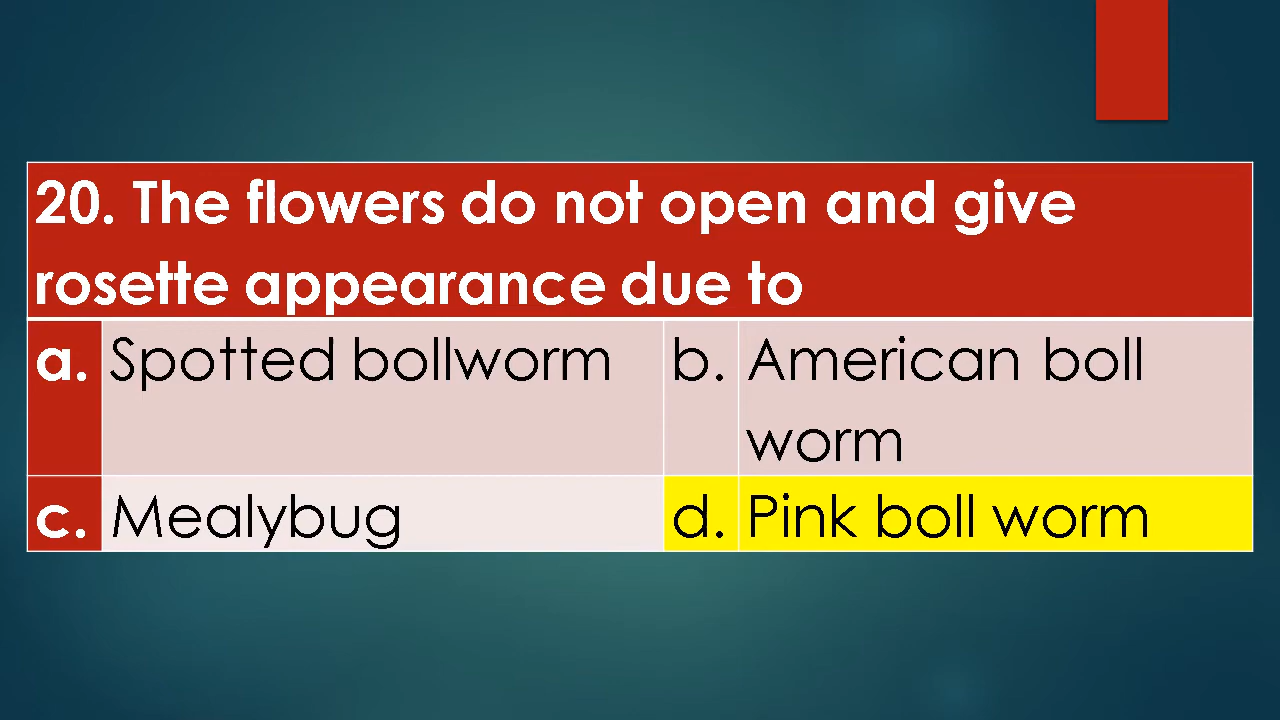 20. The flowers do not open and give
rosette appearance due to
a. Spotted bollworm b. American boll
worm
c. Mealybug d. Pink boll worm